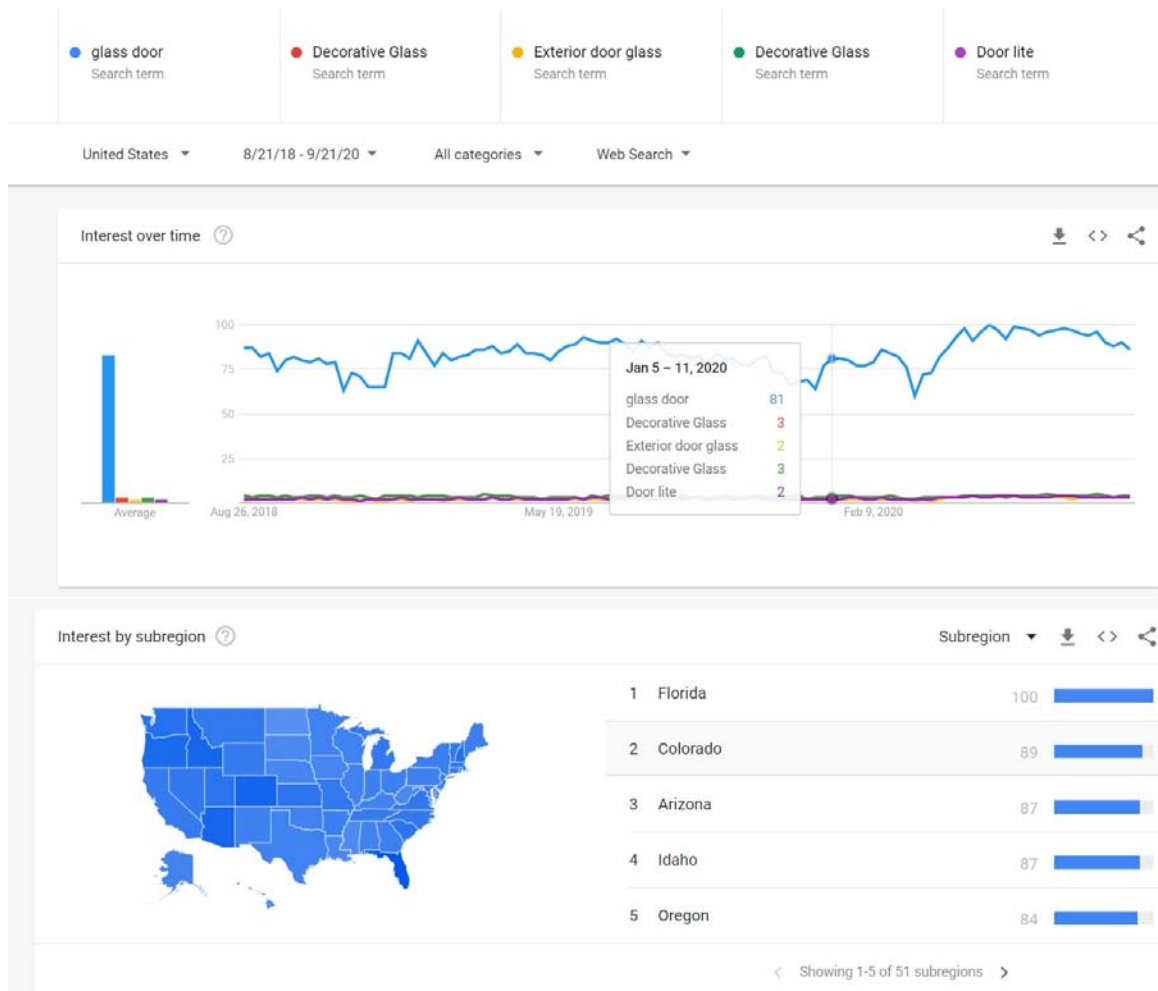 glass door
Search term
Decorative Glass
Search term
Exterior door glass
Search term
Decorative Glass
Search term
Door lite
Search term
United States
8/21/18 - 9/21/20
All categories
Web Search
Interest over time
100
75
50
25
Average
Aug 26, 2018
May 19, 2019
Feb 9, 2020
Jan 5 – 11, 2020
glass door 81
Decorative Glass 3
Exterior door glass 2
Decorative Glass 3
Door lite 2
Interest by subregion
Subregion
1 Florida 100
2 Colorado 89
3 Arizona 87
4 Idaho 87
5 Oregon 84
Showing 1-5 of 51 subregions